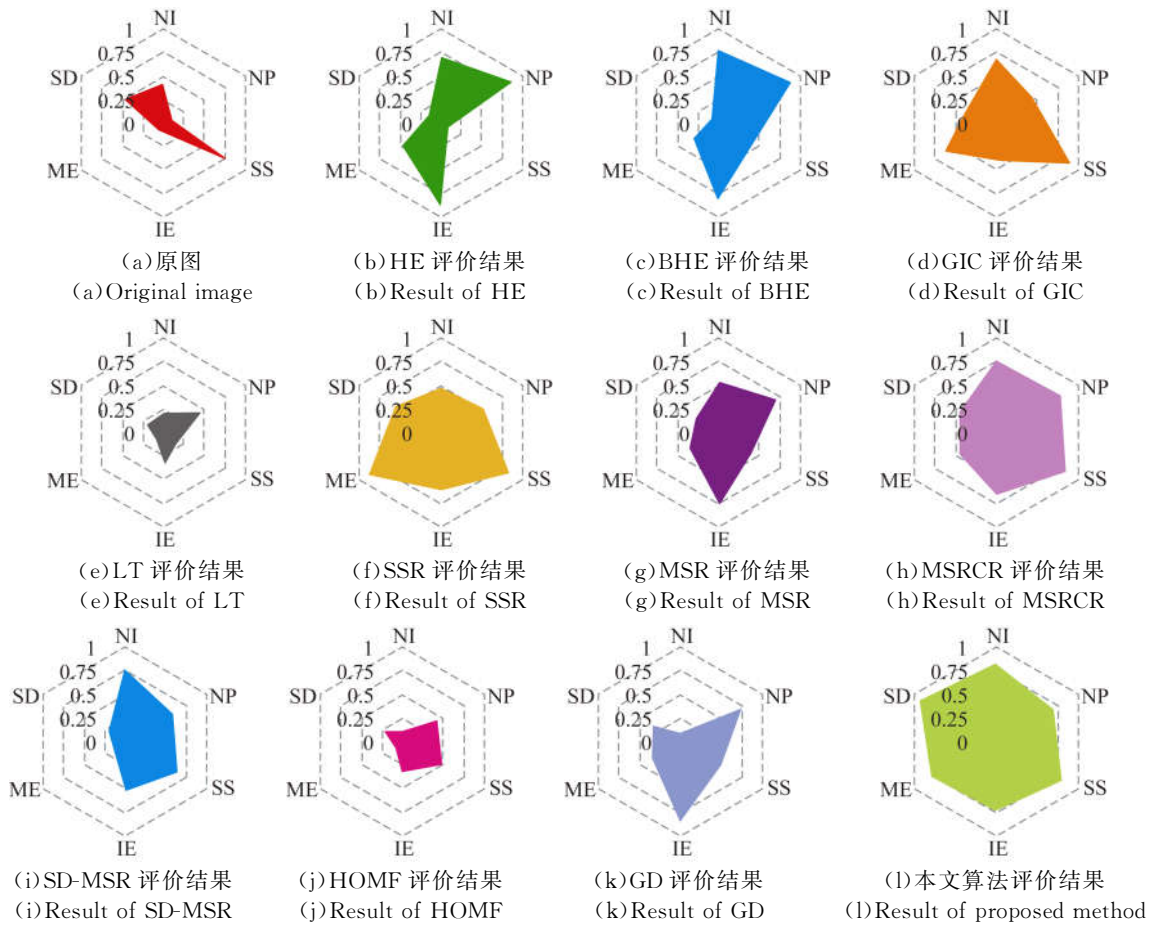 NI
1
0.75
0.5
0.25
0
SD
NP
ME
SS
IE
(a)原图
(a)Original image
NI
1
0.75
0.5
0.25
0
SD
NP
ME
SS
IE
(b)HE 评价结果
(b)Result of HE
NI
1
0.75
0.5
0.25
0
SD
NP
ME
SS
IE
(c)BHE 评价结果
(c)Result of BHE
NI
1
0.75
0.5
0.25
0
SD
NP
ME
SS
IE
(d)GIC 评价结果
(d)Result of GIC
NI
1
0.75
0.5
0.25
0
SD
NP
ME
SS
IE
(e)LT 评价结果
(e)Result of LT
NI
1
0.75
0.5
0.25
0
SD
NP
ME
SS
IE
(f)SSR 评价结果
(f)Result of SSR
NI
1
0.75
0.5
0.25
0
SD
NP
ME
SS
IE
(g)MSR 评价结果
(g)Result of MSR
NI
1
0.75
0.5
0.25
0
SD
NP
ME
SS
IE
(h)MSRCR 评价结果
(h)Result of MSRCR
NI
1
0.75
0.5
0.25
0
SD
NP
ME
SS
IE
(i)SD-MSR 评价结果
(i)Result of SD-MSR
NI
1
0.75
0.5
0.25
0
SD
NP
ME
SS
IE
(j)HOMF 评价结果
(j)Result of HOMF
NI
1
0.75
0.5
0.25
0
SD
NP
ME
SS
IE
(k)GD 评价结果
(k)Result of GD
NI
1
0.75
0.5
0.25
0
SD
NP
ME
SS
IE
(l)本文算法评价结果
(l)Result of proposed method